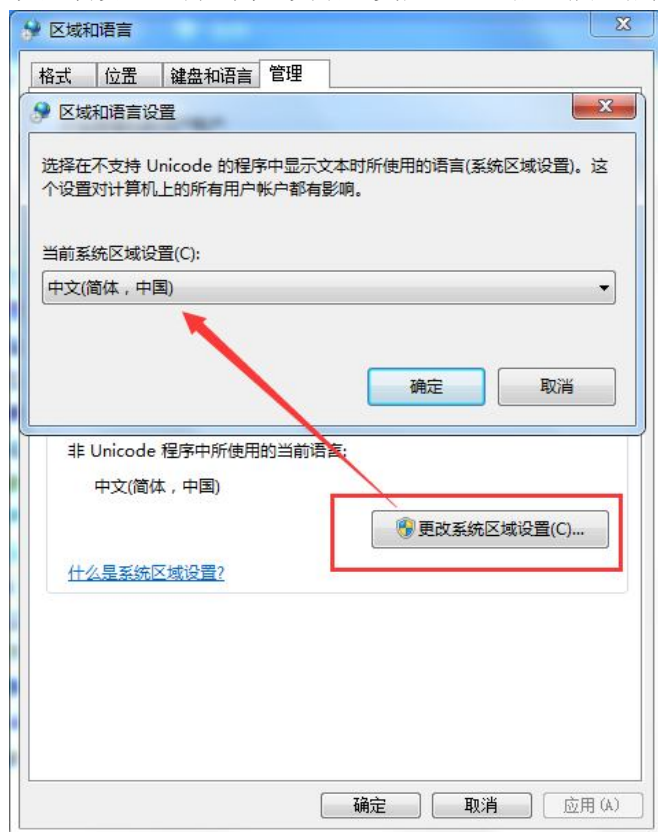 区域和语言
格式 位置 键盘和语言 管理
区域和语言设置
选择在不支持 Unicode 的程序中显示文本时所使用的语言(系统区域设置)。这
个设置对计算机上的所有用户帐户都有影响。
当前系统区域设置(C):
中文(简体，中国)
确定 取消
非 Unicode 程序中所使用的当前语言:
中文(简体，中国)
更改系统区域设置(C)...
什么是系统区域设置?
确定 取消 应用(A)